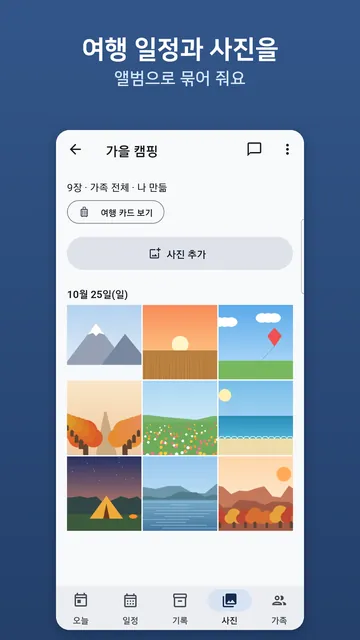 여행 일정과 사진을
앨범으로 묶어 줘요
가을 캠핑
9장 · 가족 전체 · 나 만듦
여행 카드 보기
사진 추가
10월 25일(일)
오늘 일정 기록 사진 가족